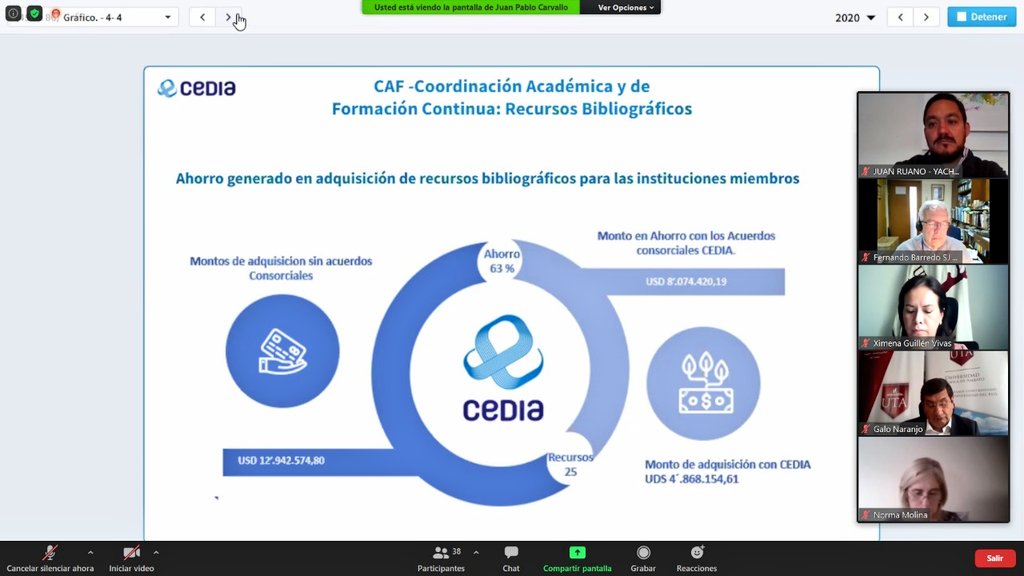 Gráfico. - 4- 4
Usted está viendo la pantalla de Juan Pablo Carvallo
Ver Opciones
2020
Detener
CEDIA
CAF -Coordinación Académica y de
Formación Continua: Recursos Bibliográficos
Ahorro generado en adquisición de recursos bibliográficos para las instituciones miembros
Montos de adquisicion sin acuerdos
Consorciales
Ahorro
63 %
Monto en Ahorro con los Acuerdos
consorciales CEDIA.
USD 8'.074.420,19
CEDIA
USD 12'.942.574,80
Recursos
25
Monto de adquisición con CEDIA
UDS 4´.868.154,61
JUAN RUANO - YACH...
Fernando Barredo SJ ...
Ximena Guillén Vivas
UTA
UTA
UNIVERSIDAD
Galo Naranjo
Norma Molina
Cancelar silenciar ahora
Iniciar video
Participantes
38
Chat
Compartir pantalla
Grabar
Reacciones
Salir